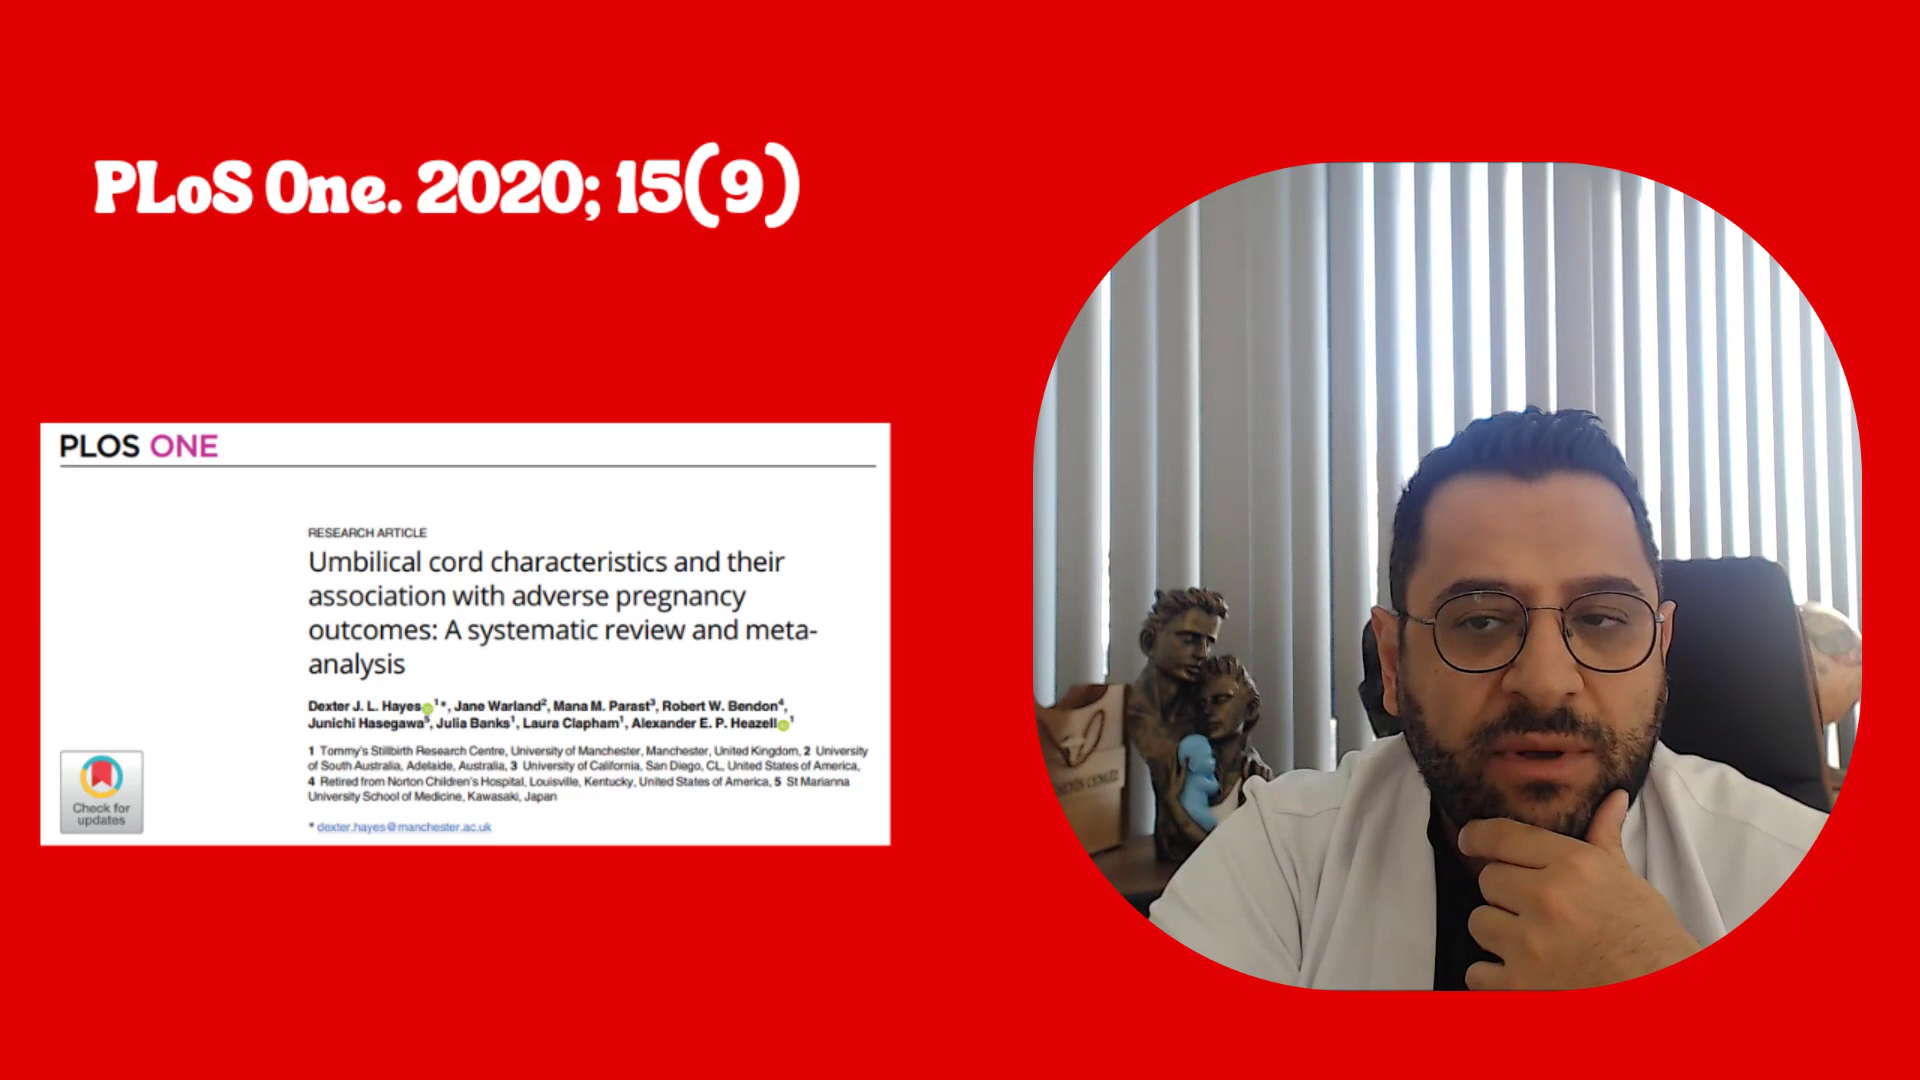 PLoS One. 2020; 15(9)
PLOS ONE
RESEARCH ARTICLE
Umbilical cord characteristics and their
association with adverse pregnancy
outcomes: A systematic review and meta-
analysis
Dexter J. L. Hayes 1*, Jane Warland2, Mana M. Parast3, Robert W. Bendon4,
Junichi Hasegawa5, Julia Banks1, Laura Clapham1, Alexander E. P. Heazell 1
1 Tommy's Stillbirth Research Centre, University of Manchester, Manchester, United Kingdom, 2 University
of South Australia, Adelaide, Australia, 3 University of California, San Diego, CL, United States of America,
4 Retired from Norton Children's Hospital, Louisville, Kentucky, United States of America, 5 St Marianna
University School of Medicine, Kawasaki, Japan
* dexter.hayes@manchester.ac.uk
Check for
updates